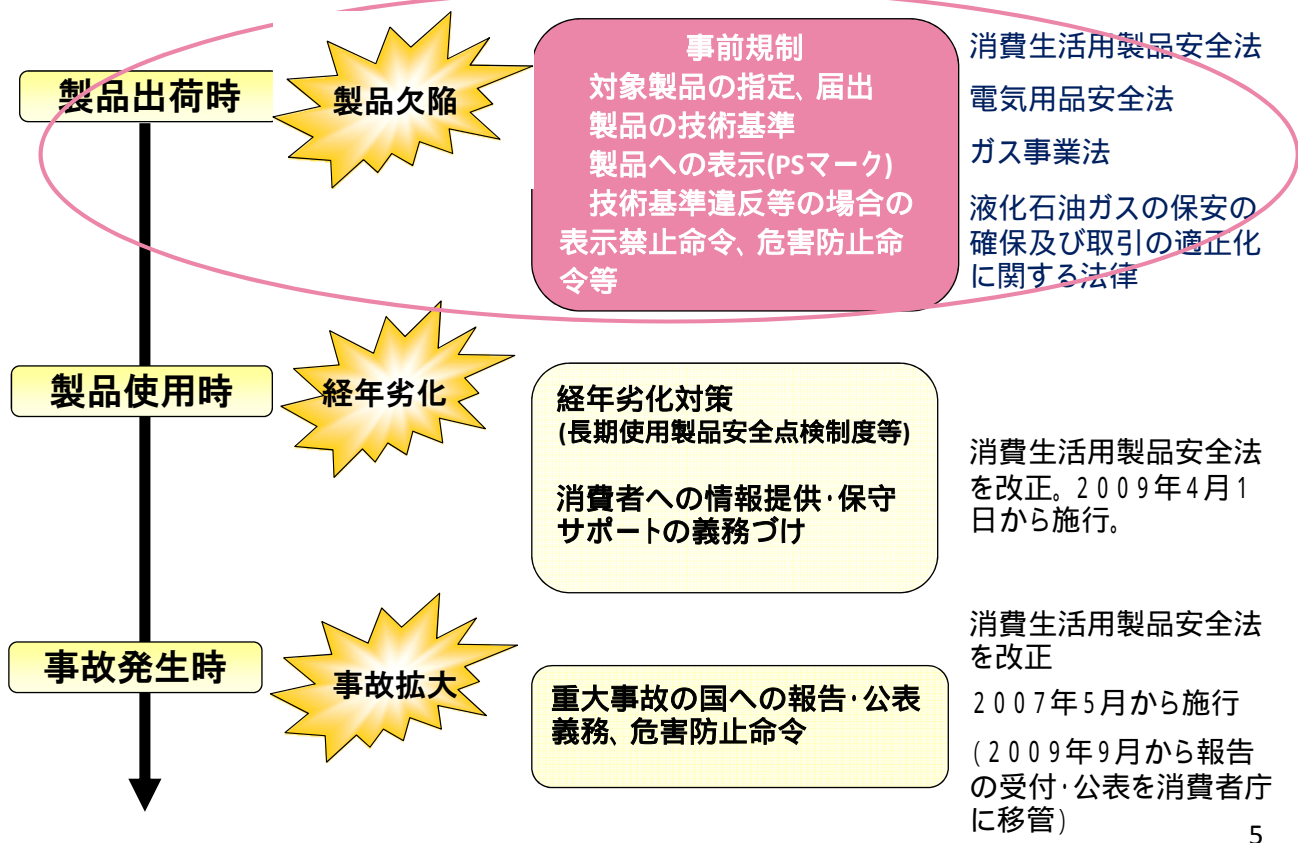 製品出荷時
製品欠陥
事前規制
対象製品の指定、届出
製品の技術基準
製品への表示(PSマーク)
技術基準違反等の場合の
表示禁止命令、危害防止命
令等
消費生活用製品安全法
電気用品安全法
ガス事業法
液化石油ガスの保安の
確保及び取引の適正化
に関する法律
製品使用時
経年劣化
経年劣化対策
(長期使用製品安全点検制度等)
消費者への情報提供・保守
サポートの義務づけ
消費生活用製品安全法
を改正。2009年4月1
日から施行。
事故発生時
事故拡大
重大事故の国への報告・公表
義務、危害防止命令
消費生活用製品安全法
を改正
2007年5月から施行
(2009年9月から報告
の受付・公表を消費者庁
に移管)
5